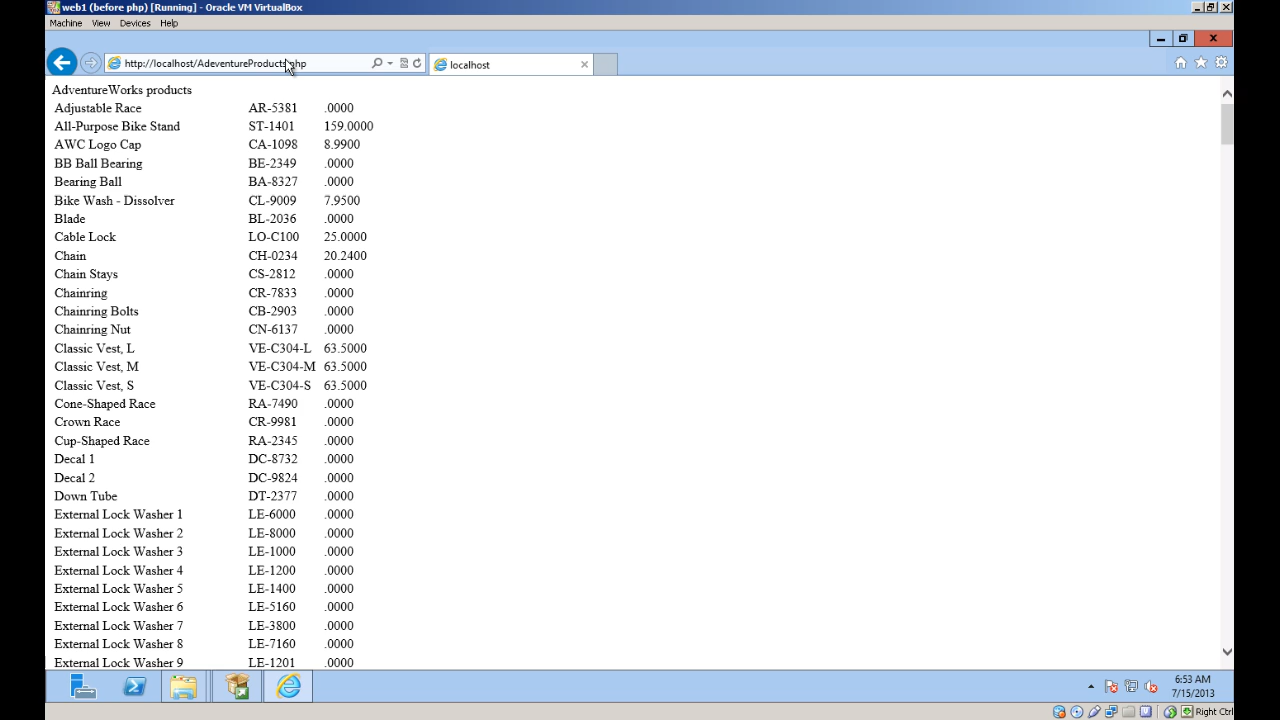 web1 (before php) [Running] - Oracle VM VirtualBox
Machine View Devices Help
http://localhost/AdeventureProducts.php
localhost
AdventureWorks products
Adjustable Race AR-5381 .0000
All-Purpose Bike Stand ST-1401 159.0000
AWC Logo Cap CA-1098 8.9900
BB Ball Bearing BE-2349 .0000
Bearing Ball BA-8327 .0000
Bike Wash - Dissolver CL-9009 7.9500
Blade BL-2036 .0000
Cable Lock LO-C100 25.0000
Chain CH-0234 20.2400
Chain Stays CS-2812 .0000
Chainring CR-7833 .0000
Chainring Bolts CB-2903 .0000
Chainring Nut CN-6137 .0000
Classic Vest, L VE-C304-L 63.5000
Classic Vest, M VE-C304-M 63.5000
Classic Vest, S VE-C304-S 63.5000
Cone-Shaped Race RA-7490 .0000
Crown Race CR-9981 .0000
Cup-Shaped Race RA-2345 .0000
Decal 1 DC-8732 .0000
Decal 2 DC-9824 .0000
Down Tube DT-2377 .0000
External Lock Washer 1 LE-6000 .0000
External Lock Washer 2 LE-8000 .0000
External Lock Washer 3 LE-1000 .0000
External Lock Washer 4 LE-1200 .0000
External Lock Washer 5 LE-1400 .0000
External Lock Washer 6 LE-5160 .0000
External Lock Washer 7 LE-3800 .0000
External Lock Washer 8 LE-7160 .0000
External Lock Washer 9 LE-1201 .0000
6:53 AM
7/15/2013
Right Ctrl